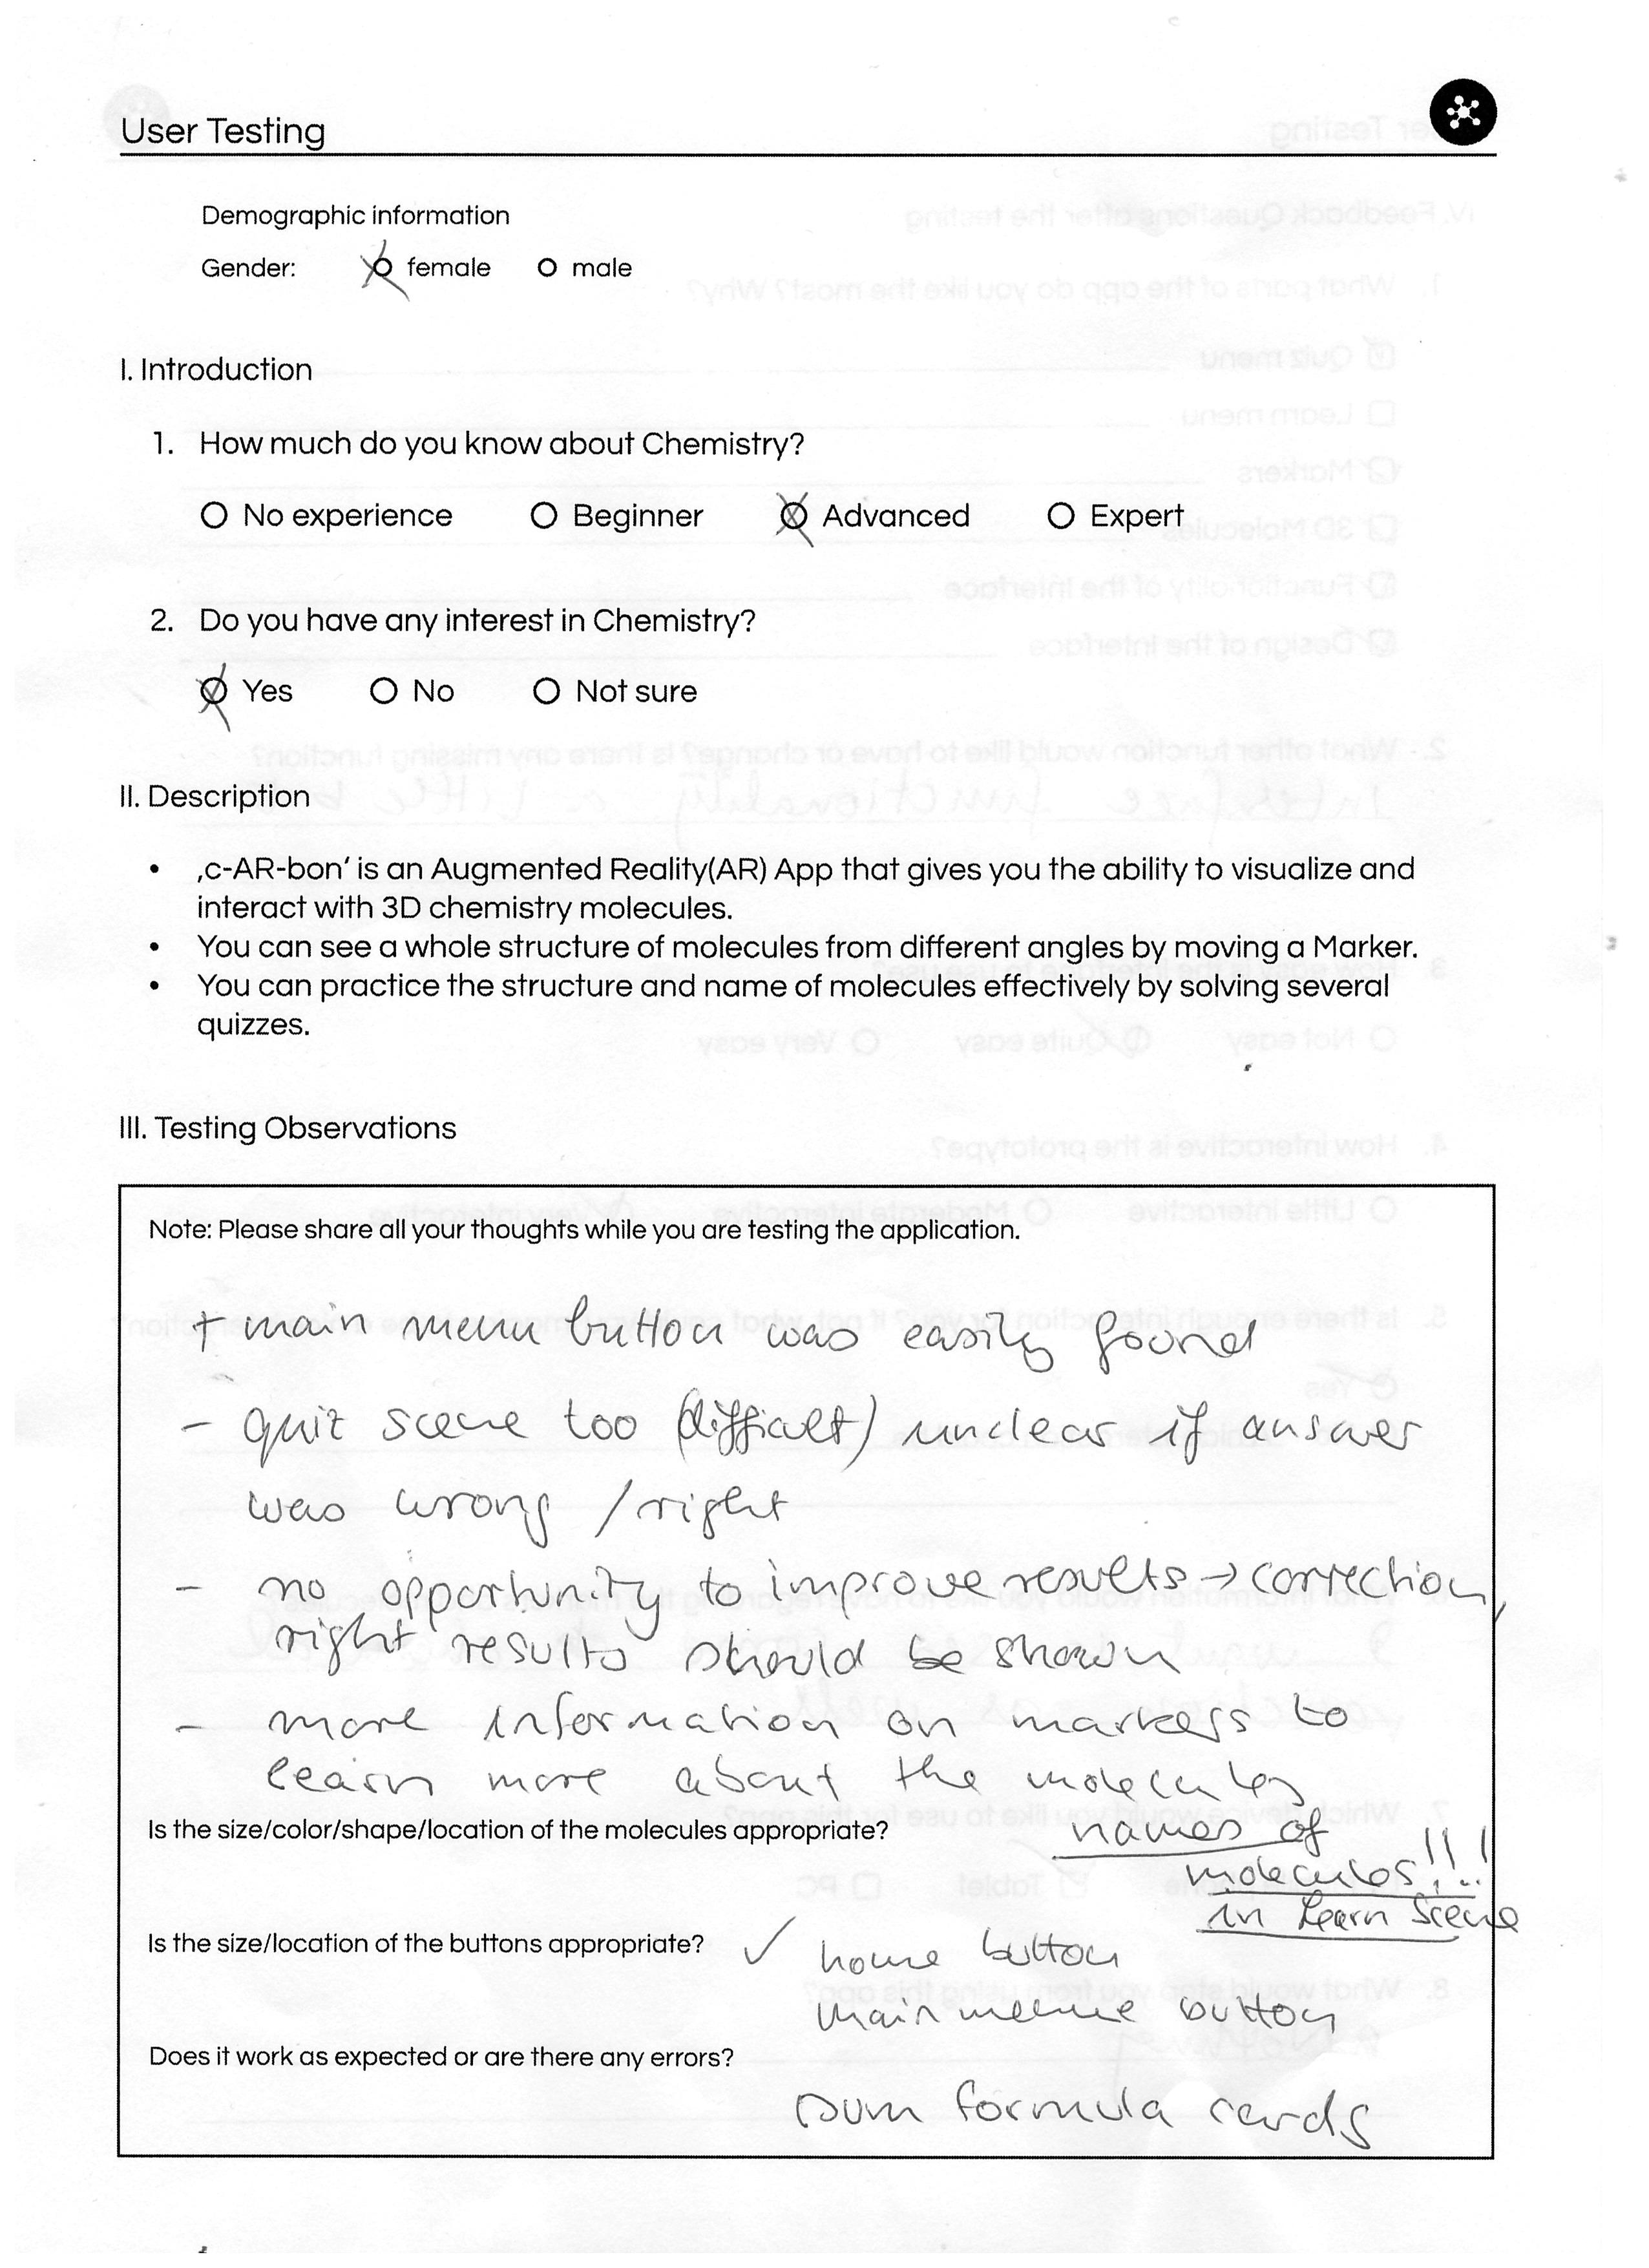 User Testing
Demographic information
Gender: female male
I. Introduction
1. How much do you know about Chemistry?
No experience Beginner Advanced Expert
2. Do you have any interest in Chemistry?
Yes No Not sure
II. Description
• ‚c-AR-bon‘ is an Augmented Reality(AR) App that gives you the ability to visualize and
interact with 3D chemistry molecules.
• You can see a whole structure of molecules from different angles by moving a Marker.
• You can practice the structure and name of molecules effectively by solving several
quizzes.
III. Testing Observations
Note: Please share all your thoughts while you are testing the application.
+ main menu button was easily found
- quiz scene too (difficult) unclear if answer
was wrong / right
- no opportunity to improve results → correction,
right results should be shown
- more information on markers to
learn more about the molecules
Is the size/color/shape/location of the molecules appropriate?
names of
molecules!!!
in Learn Scene
Is the size/location of the buttons appropriate? ✓ home button
main menue button
Does it work as expected or are there any errors?
sum formula cards